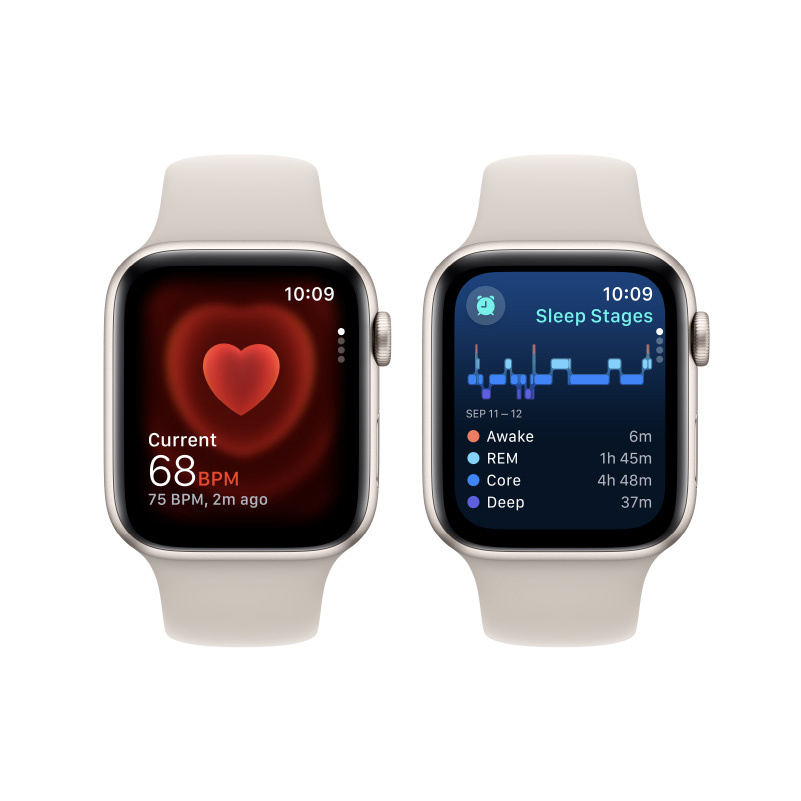 10:09
Current
68BPM
75 BPM, 2m ago
10:09
Sleep Stages
SEP 11 – 12
Awake 6m
REM 1h 45m
Core 4h 48m
Deep 37m